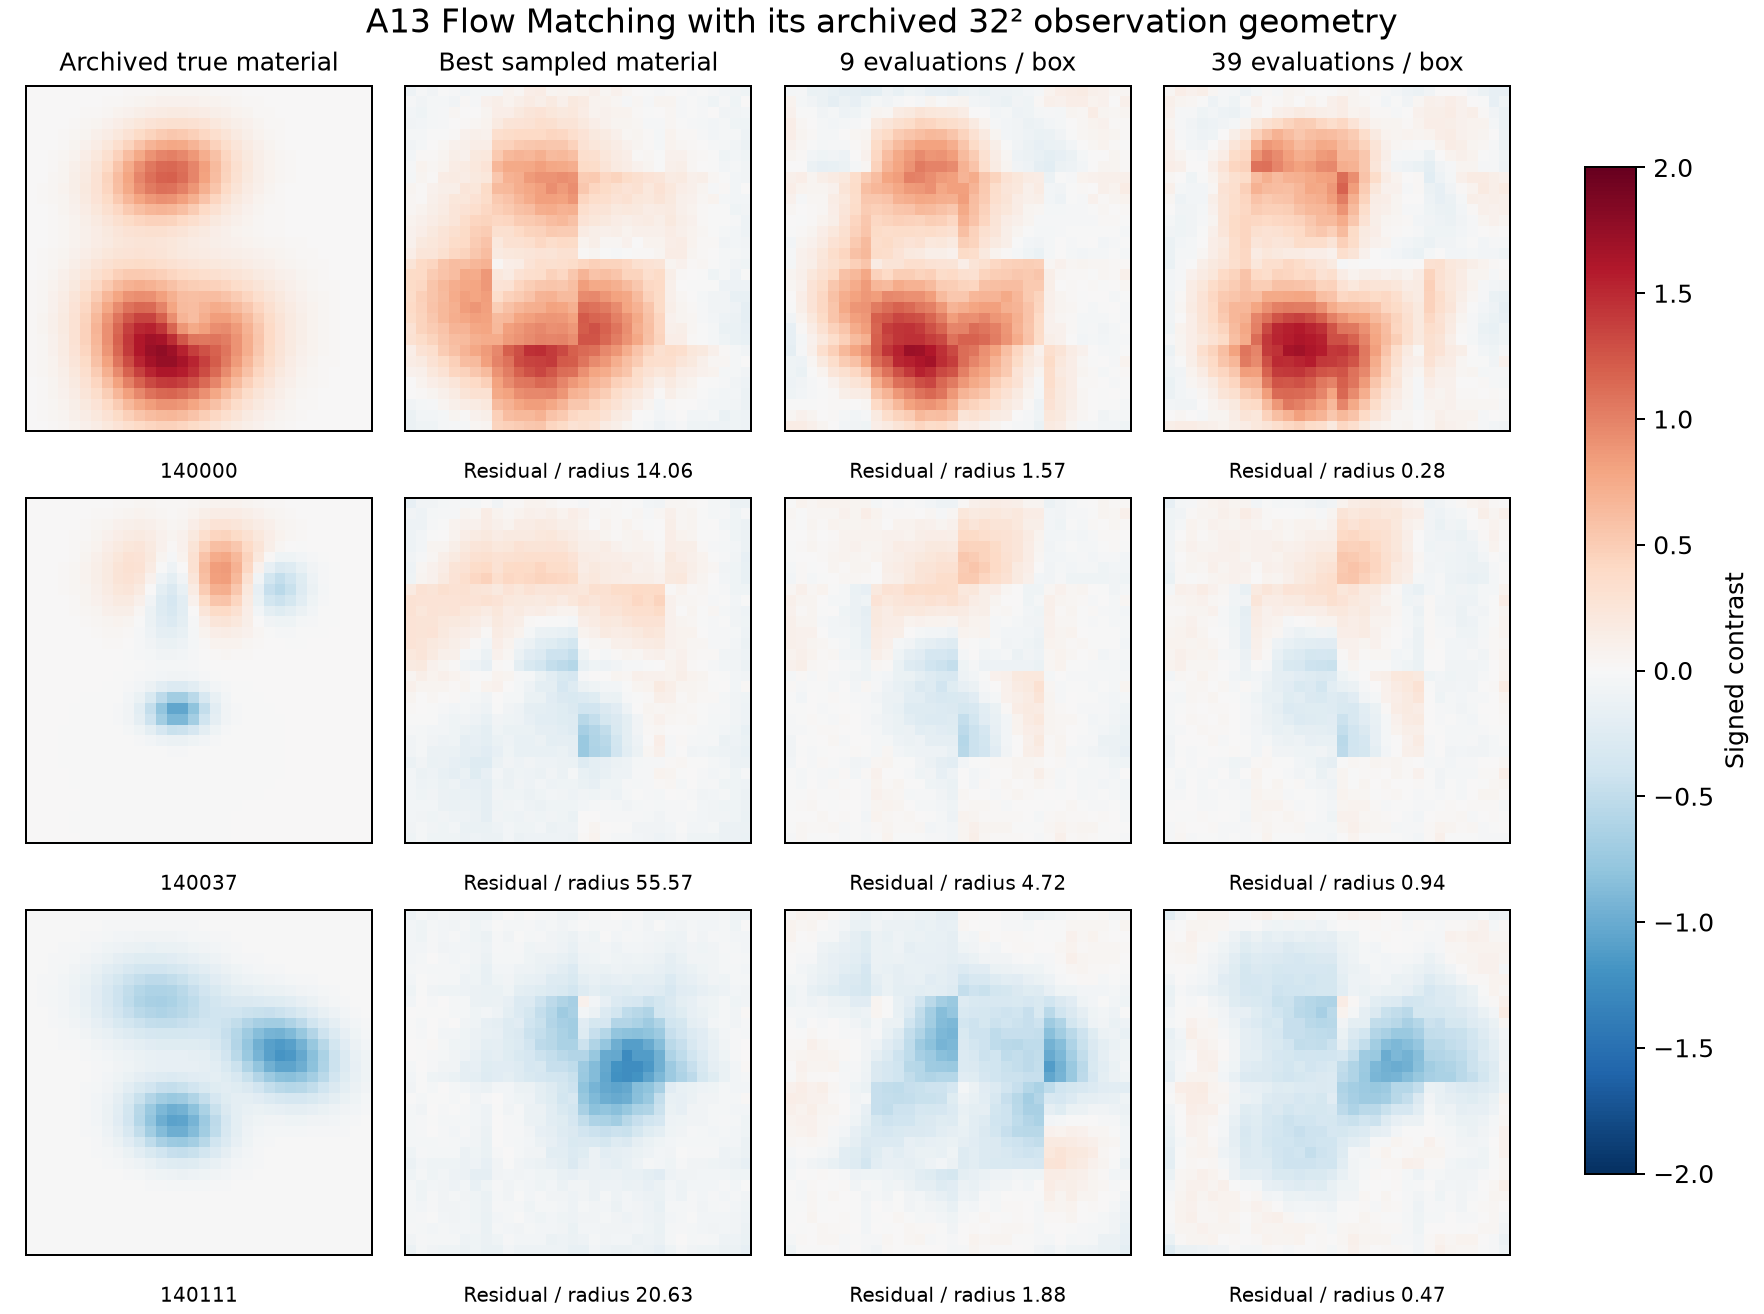 A13 Flow Matching with its archived 32² observation geometry
Archived true material
Best sampled material
9 evaluations / box
39 evaluations / box
140000
Residual / radius 14.06
Residual / radius 1.57
Residual / radius 0.28
140037
Residual / radius 55.57
Residual / radius 4.72
Residual / radius 0.94
140111
Residual / radius 20.63
Residual / radius 1.88
Residual / radius 0.47
2.0
1.5
1.0
0.5
0.0
−0.5
−1.0
−1.5
−2.0
Signed contrast